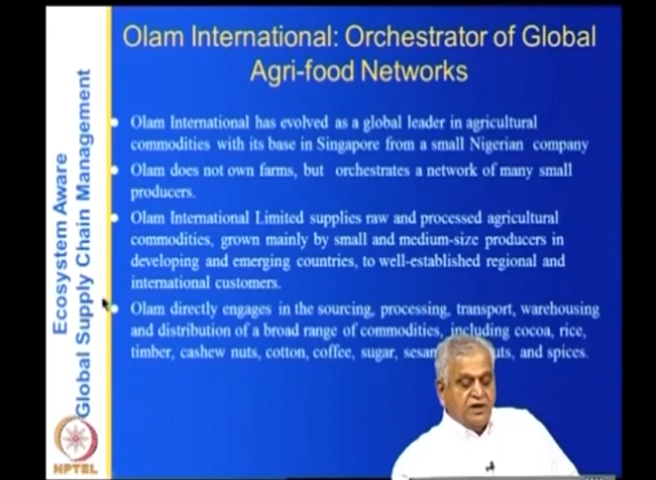 Olam International: Orchestrator of Global
Agri-food Networks
Olam International has evolved as a global leader in agricultural
commodities with its base in Singapore from a small Nigerian company
Olam does not own farms, but orchestrates a network of many small
producers.
Olam International Limited supplies raw and processed agricultural
commodities, grown mainly by small and medium-size producers in
developing and emerging countries, to well-established regional and
international customers.
Olam directly engages in the sourcing, processing, transport, warehousing
and distribution of a broad range of commodities, including cocoa, rice,
timber, cashew nuts, cotton, coffee, sugar, and spices.
Ecosystem Aware
Global Supply Chain Management
NPTEL